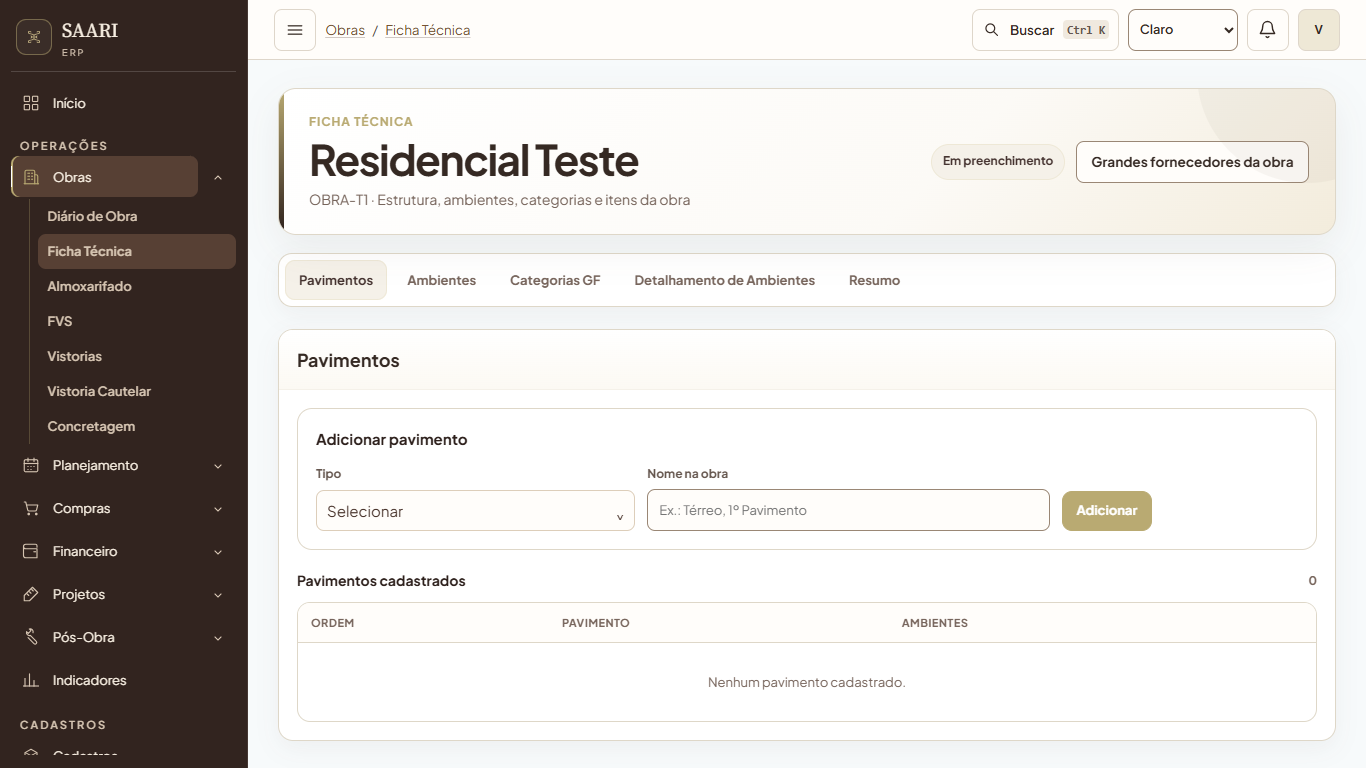 SAARI
ERP
Início
OPERAÇÕES
Obras
Diário de Obra
Ficha Técnica
Almoxarifado
FVS
Vistorias
Vistoria Cautelar
Concretagem
Planejamento
Compras
Financeiro
Projetos
Pós-Obra
Indicadores
CADASTROS
Cadastros
Obras / Ficha Técnica
Buscar Ctrl K
Claro
V
FICHA TÉCNICA
Residencial Teste
OBRA-T1 · Estrutura, ambientes, categorias e itens da obra
Em preenchimento
Grandes fornecedores da obra
Pavimentos Ambientes Categorias GF Detalhamento de Ambientes Resumo
Pavimentos
Adicionar pavimento
Tipo Nome na obra
Selecionar Ex.: Térreo, 1º Pavimento Adicionar
Pavimentos cadastrados 0
ORDEM PAVIMENTO AMBIENTES
Nenhum pavimento cadastrado.